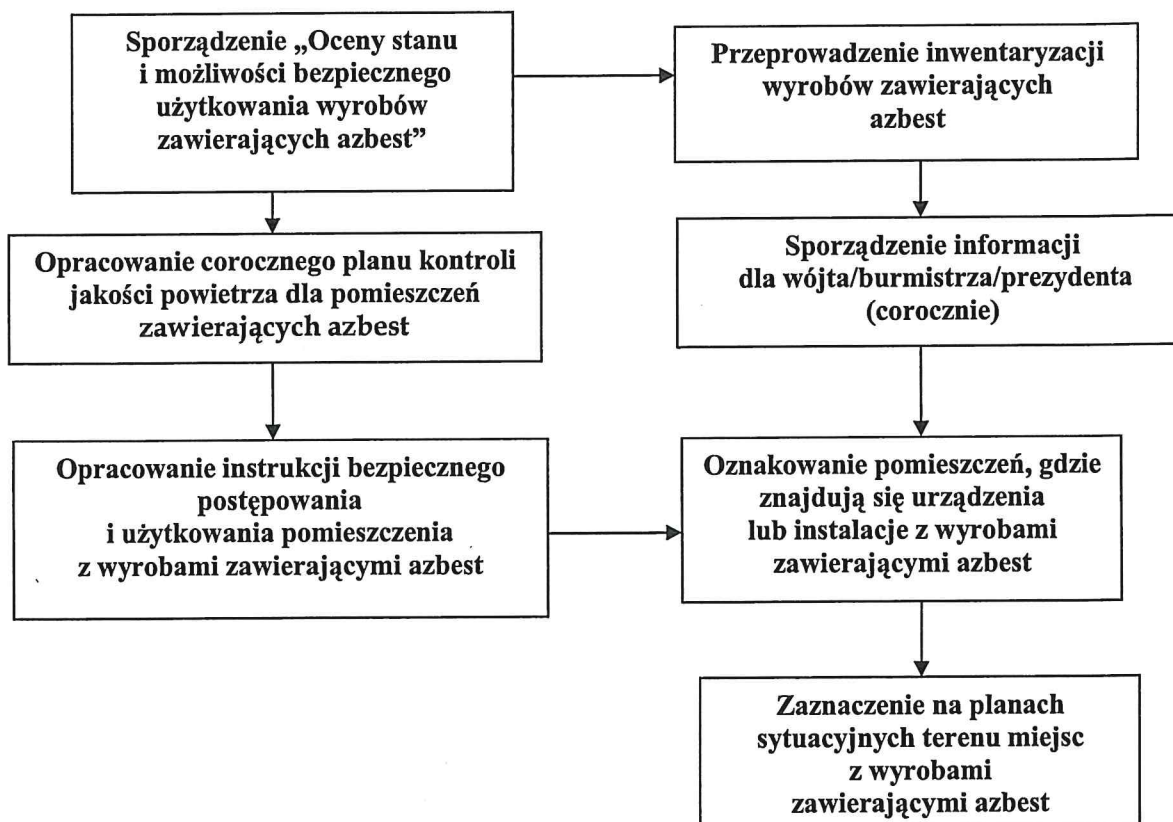 Sporządzenie „Oceny stanu
i możliwości bezpiecznego
użytkowania wyrobów
zawierających azbest”
Przeprowadzenie inwentaryzacji
wyrobów zawierających
azbest
Opracowanie corocznego planu kontroli
jakości powietrza dla pomieszczeń
zawierających azbest
Sporządzenie informacji
dla wójta/burmistrza/prezydenta
(corocznie)
Opracowanie instrukcji bezpiecznego
postępowania
i użytkowania pomieszczenia
z wyrobami zawierającymi azbest
Oznakowanie pomieszczeń, gdzie
znajdują się urządzenia
lub instalacje z wyrobami
zawierającymi azbest
Zaznaczenie na planach
sytuacyjnych terenu miejsc
z wyrobami
zawierającymi azbest